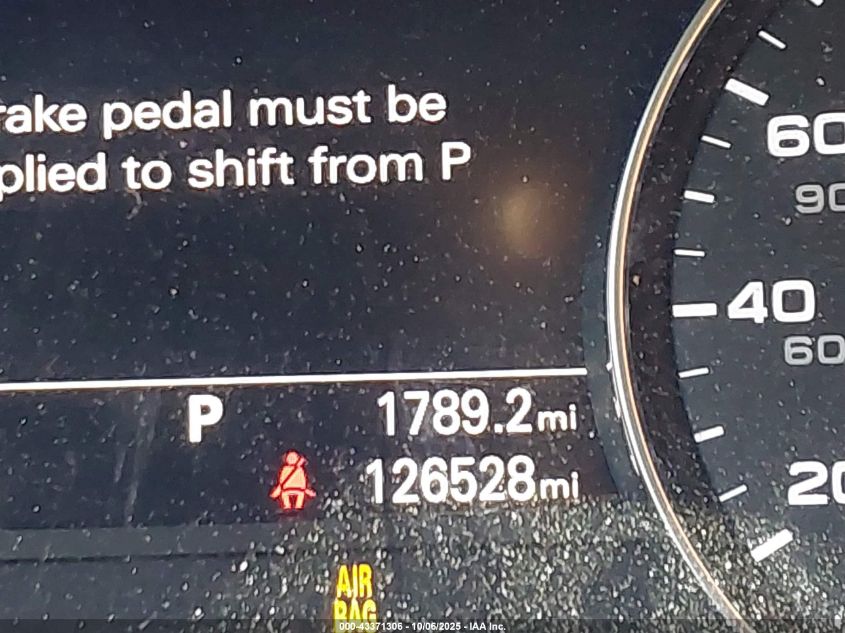 rake pedal must be
plied to shift from P
60
90
40
60
20
P 1789.2mi
126528mi
AIR
BAG
000-43371306 - 10/06/2025 - IAA Inc.